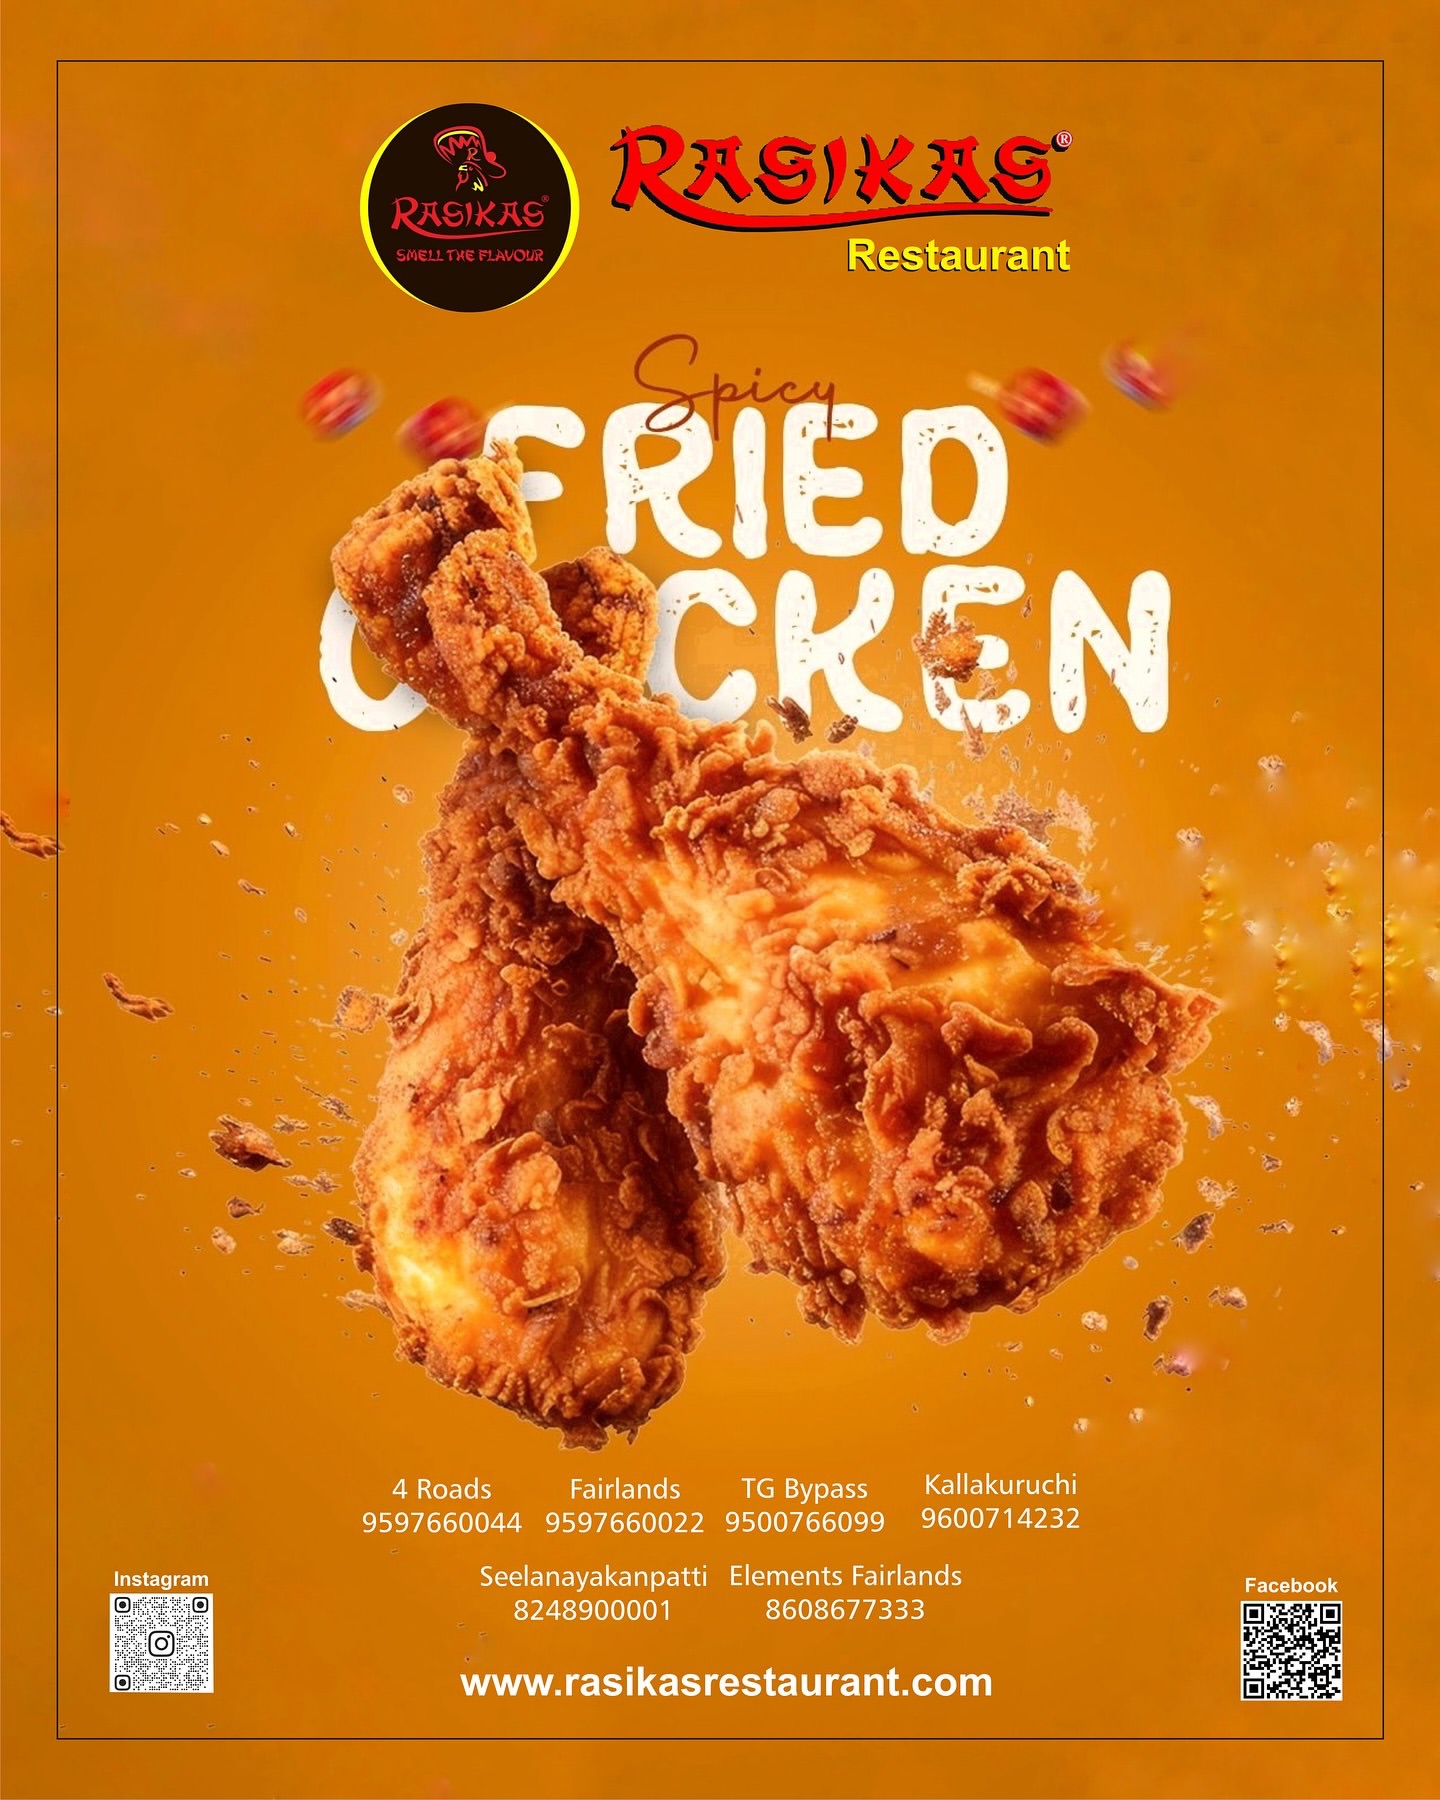 RASIKAS®
SMELL THE FLAVOUR
RASIKAS®
Restaurant
Spicy
FRIED
CHICKEN
4 Roads
9597660044
Fairlands
9597660022
TG Bypass
9500766099
Kallakuruchi
9600714232
Seelanayakanpatti
8248900001
Elements Fairlands
8608677333
Instagram
Facebook
www.rasikasrestaurant.com